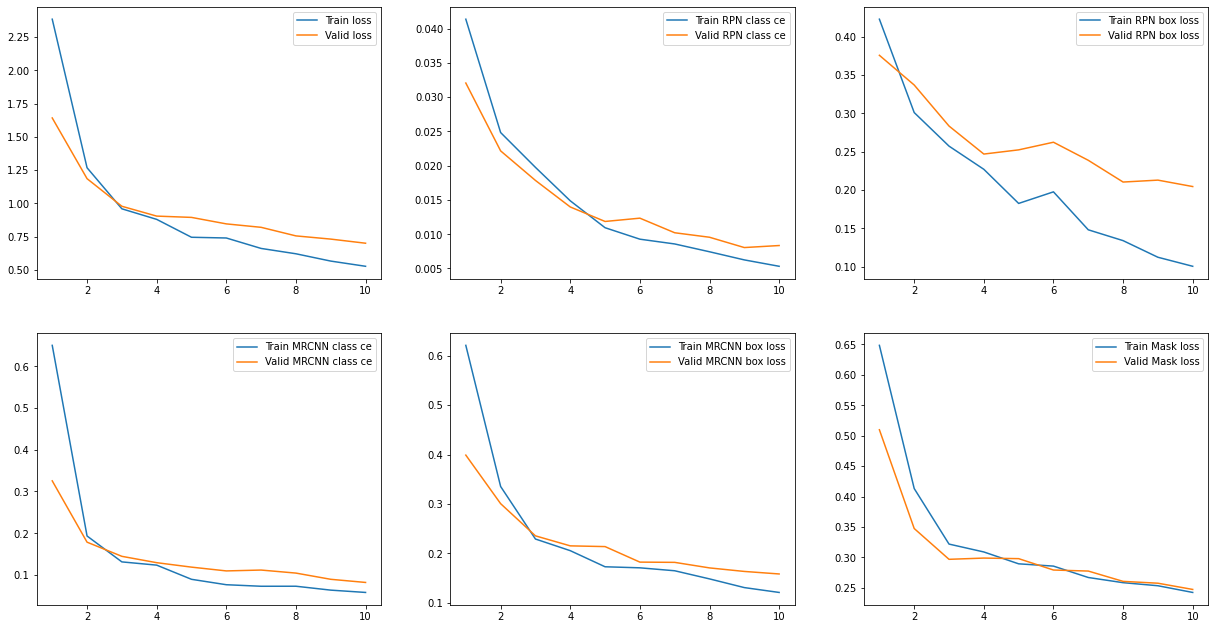 Train loss
Valid loss
2.25
2.00
1.75
1.50
1.25
1.00
0.75
0.50
2 4 6 8 10
Train RPN class ce
Valid RPN class ce
0.040
0.035
0.030
0.025
0.020
0.015
0.010
0.005
2 4 6 8 10
Train RPN box loss
Valid RPN box loss
0.40
0.35
0.30
0.25
0.20
0.15
0.10
2 4 6 8 10
Train MRCNN class ce
Valid MRCNN class ce
0.6
0.5
0.4
0.3
0.2
0.1
2 4 6 8 10
Train MRCNN box loss
Valid MRCNN box loss
0.6
0.5
0.4
0.3
0.2
0.1
2 4 6 8 10
Train Mask loss
Valid Mask loss
0.65
0.60
0.55
0.50
0.45
0.40
0.35
0.30
0.25
2 4 6 8 10